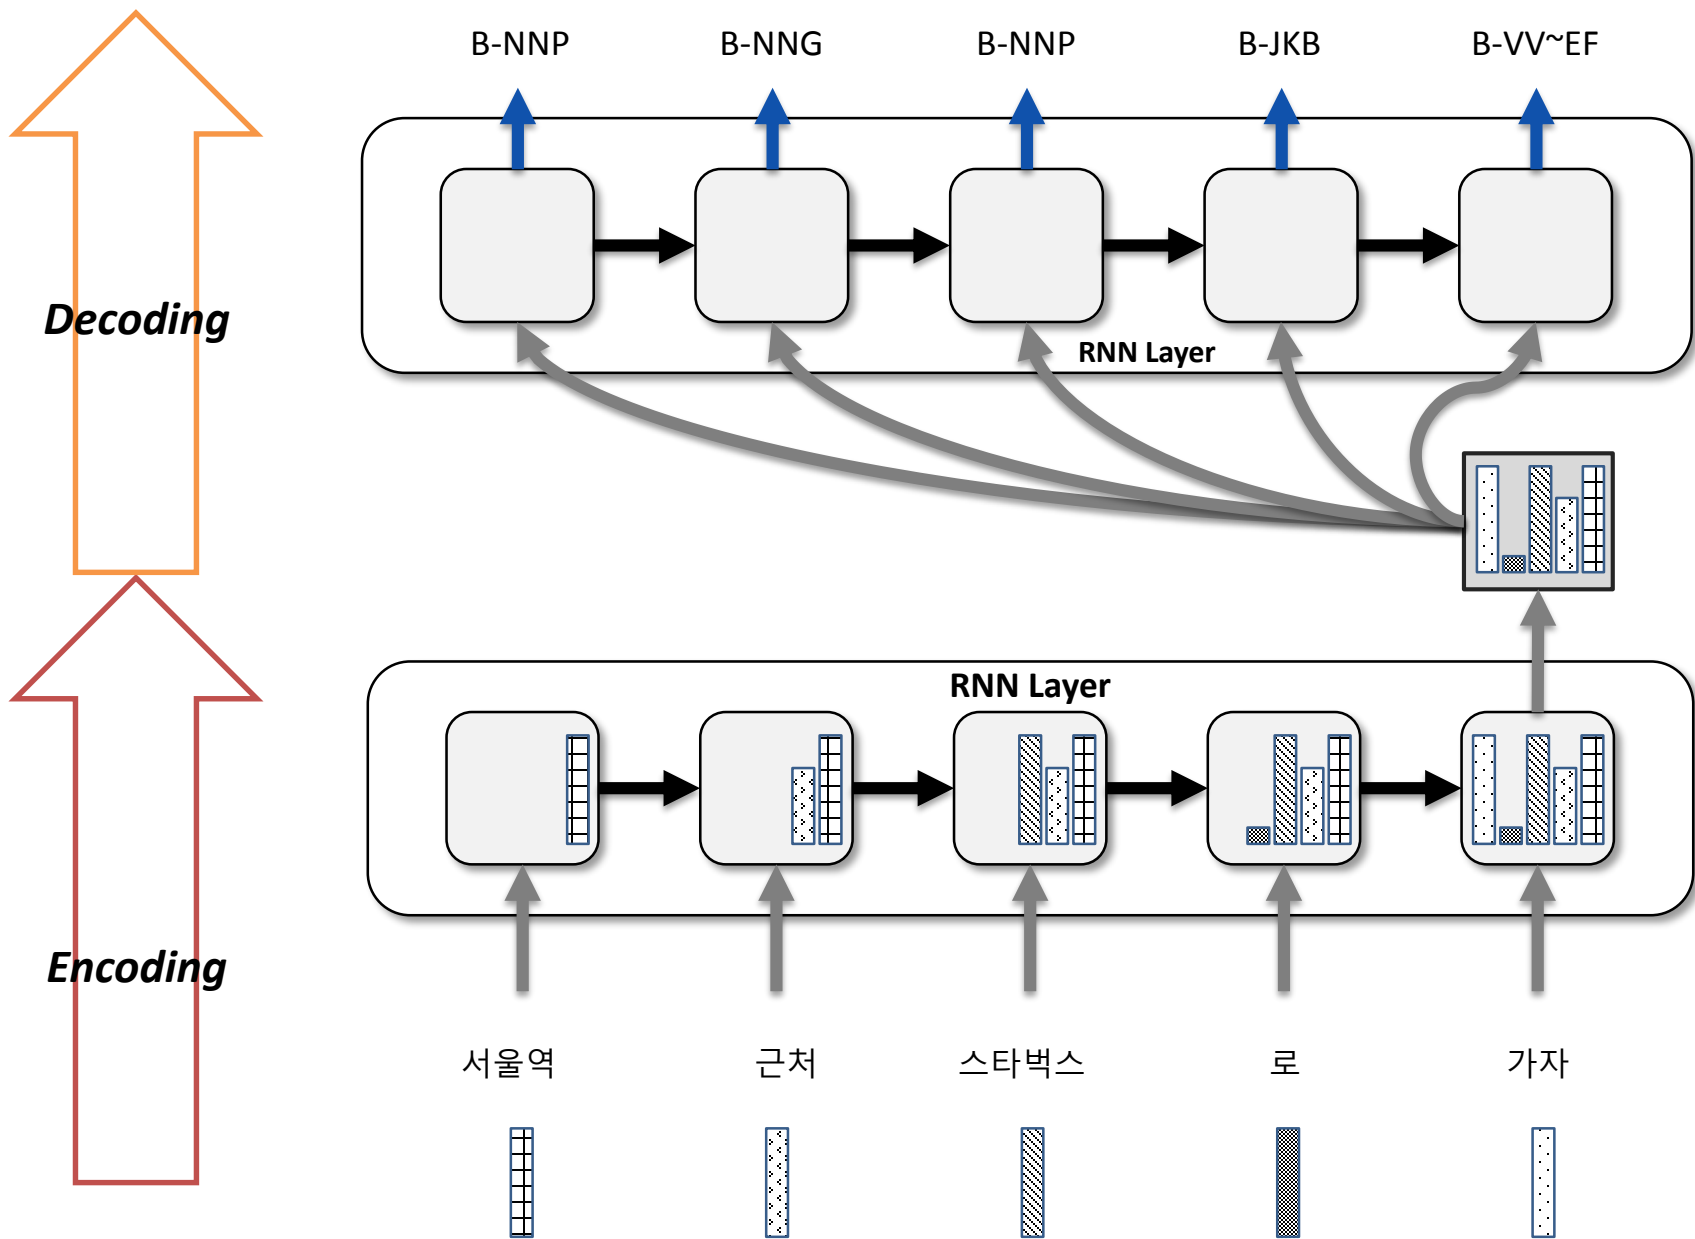 B-NNP B-NNG B-NNP B-JKB B-VV~EF
Decoding
RNN Layer
RNN Layer
Encoding
서울역 근처 스타벅스 로 가자